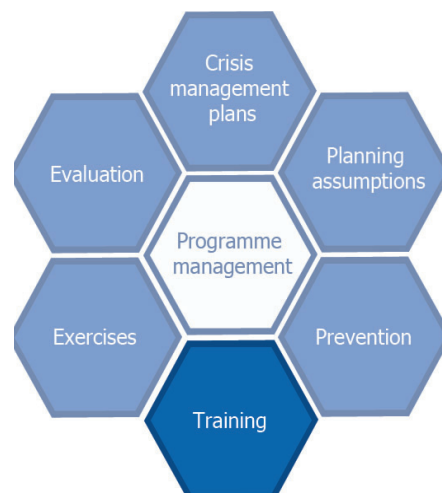 Crisis
management
plans
Evaluation
Planning
assumptions
Programme
management
Exercises
Prevention
Training